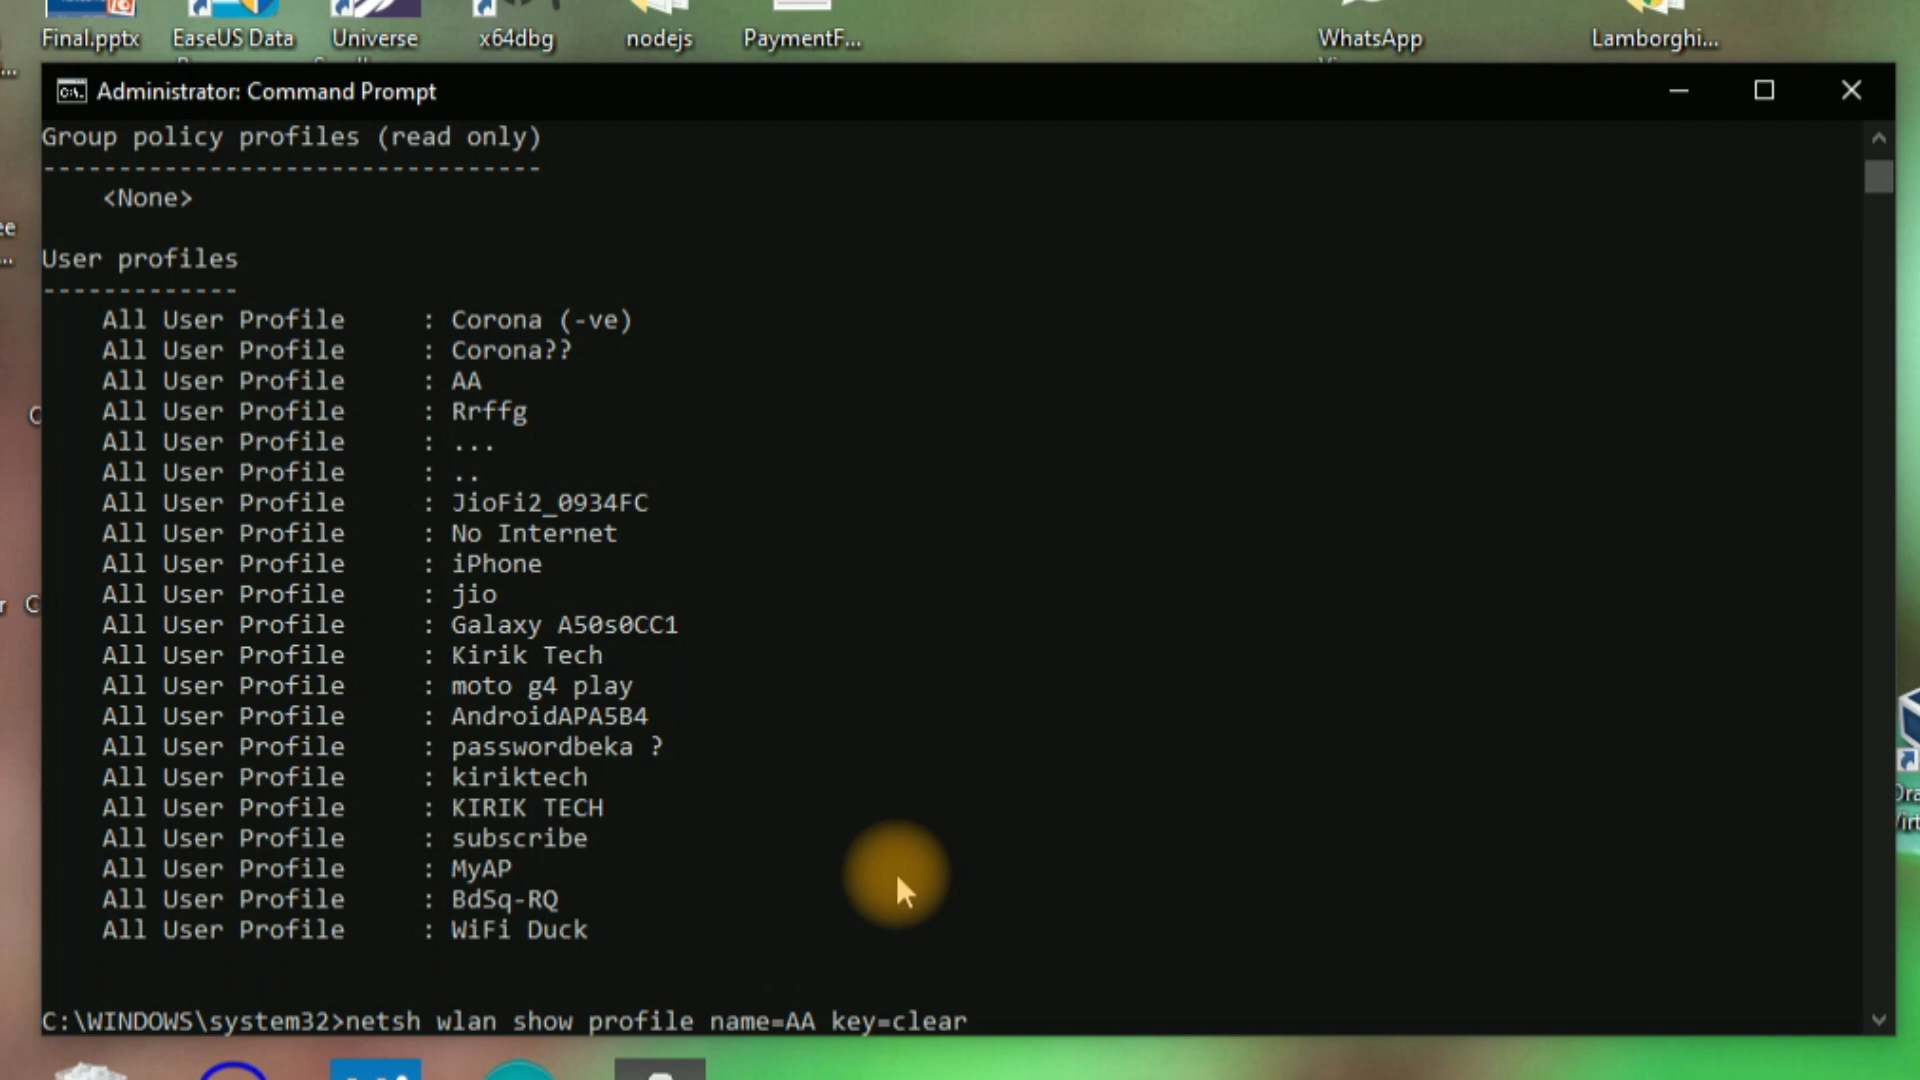 Final.pptx
EaseUS Data
Universe
x64dbg
nodejs
PaymentF...
WhatsApp
Lamborghi...
Administrator: Command Prompt
Group policy profiles (read only)
---------------------------------
<None>
User profiles
-------------
All User Profile : Corona (-ve)
All User Profile : Corona??
All User Profile : AA
All User Profile : Rrffg
All User Profile : ...
All User Profile : ..
All User Profile : JioFi2_0934FC
All User Profile : No Internet
All User Profile : iPhone
All User Profile : jio
All User Profile : Galaxy A50s0CC1
All User Profile : Kirik Tech
All User Profile : moto g4 play
All User Profile : AndroidAPA5B4
All User Profile : passwordbeka ?
All User Profile : kiriktech
All User Profile : KIRIK TECH
All User Profile : subscribe
All User Profile : MyAP
All User Profile : BdSq-RQ
All User Profile : WiFi Duck
C:\WINDOWS\system32>netsh wlan show profile name=AA key=clear